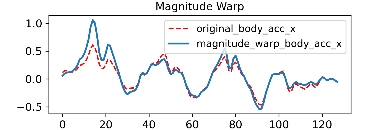 Magnitude Warp
original_body_acc_x
magnitude_warp_body_acc_x
1.0
0.5
0.0
−0.5
0 20 40 60 80 100 120